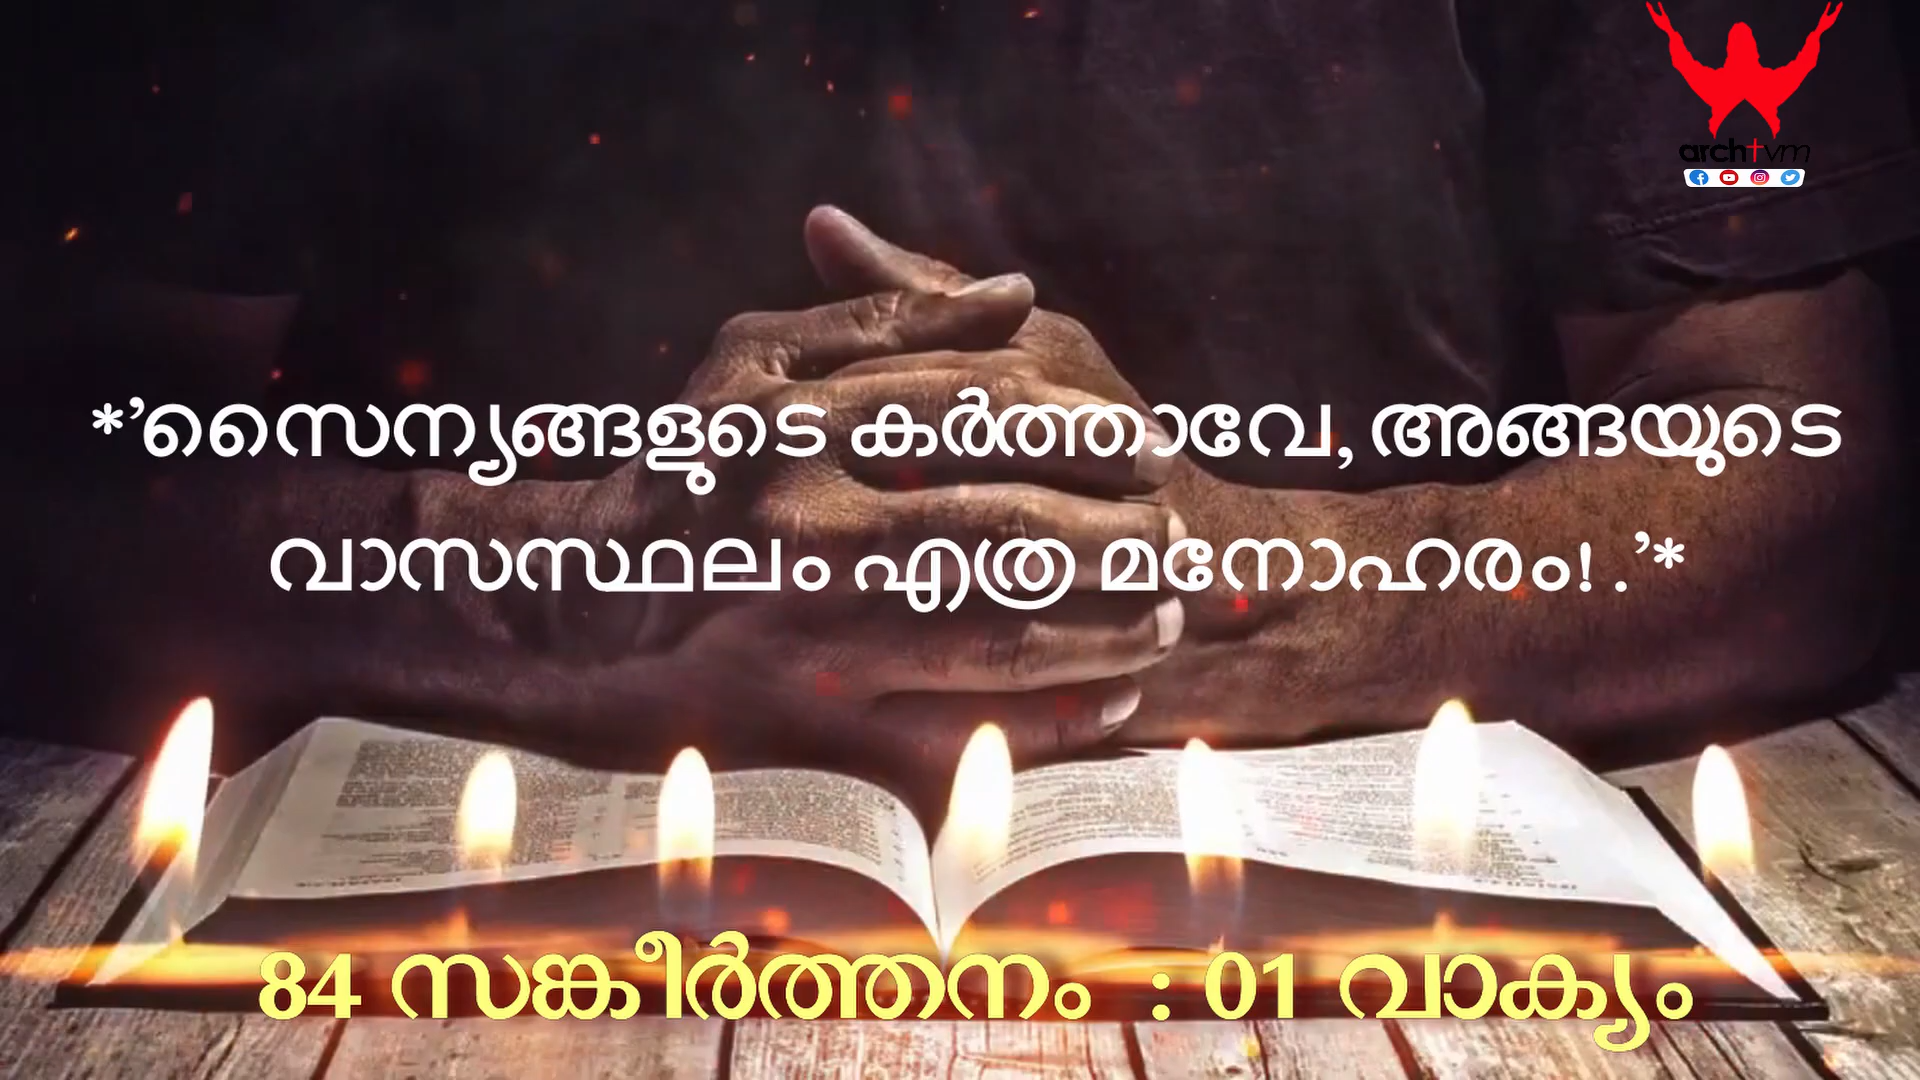 archtvm
*’സൈന്യങ്ങളുടെ കർത്താവേ, അങ്ങയുടെ
വാസസ്ഥലം എത്ര മനോഹരം! .’*
84 സങ്കീർത്തനം : 01 വാക്യം